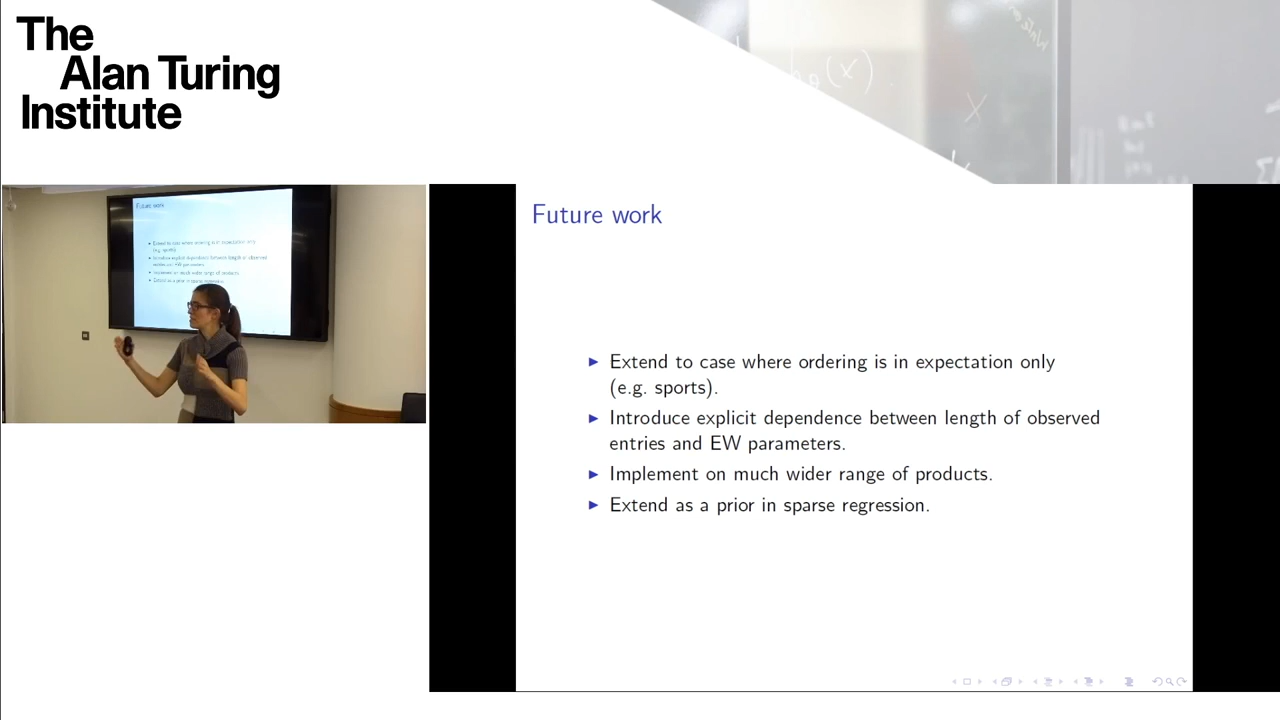 The
Alan Turing
Institute
Future work
Extend to case where ordering is in expectation only
(e.g. sports).
Introduce explicit dependence between length of observed
entries and EW parameters.
Implement on much wider range of products.
Extend as a prior in sparse regression.
Future work